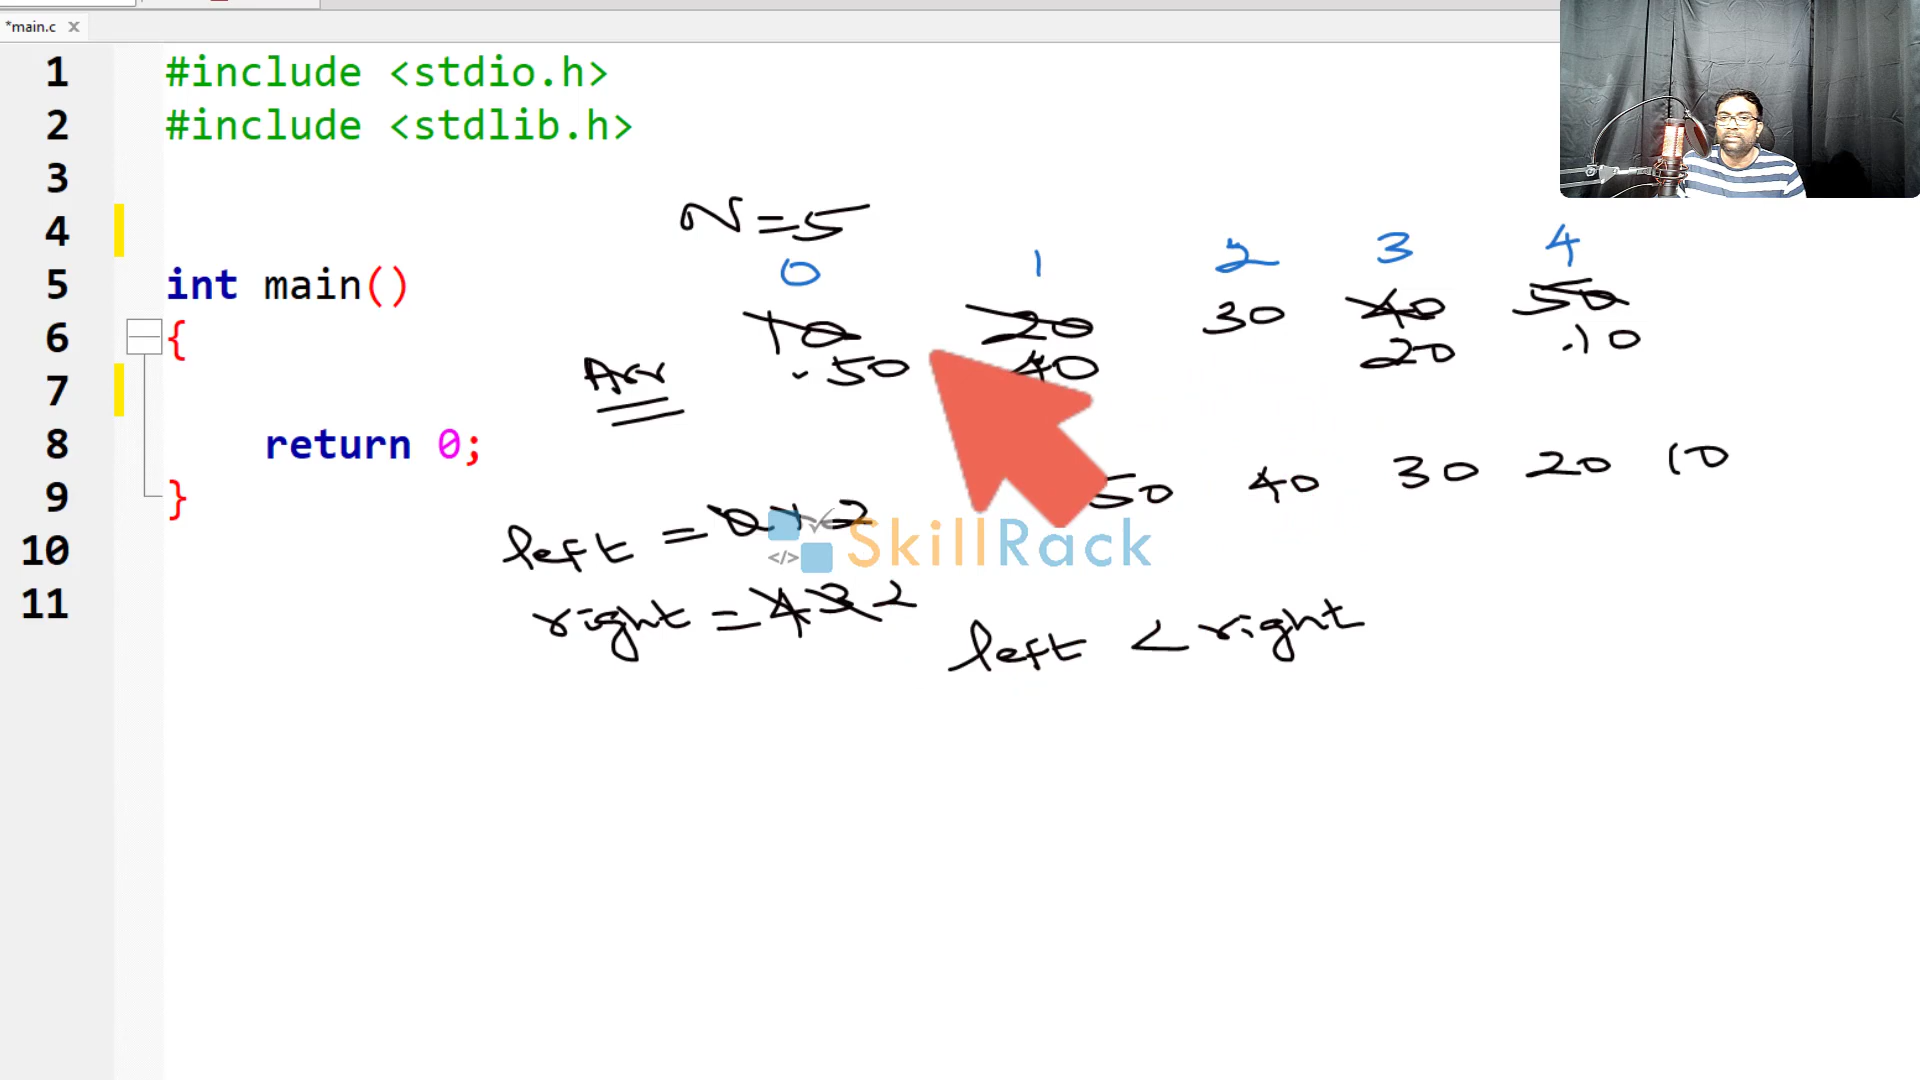 *main.c
1 #include <stdio.h>
2 #include <stdlib.h>
3
4
5 int main()
6 {
7
8 return 0;
9 }
10
11
N=5
0 1 2 3 4
10 20 30 40 50
Arr 50 40 20 10
50 40 30 20 10
left = 0 1 2
SkillRack
</>
right = 4 3 2
left < right